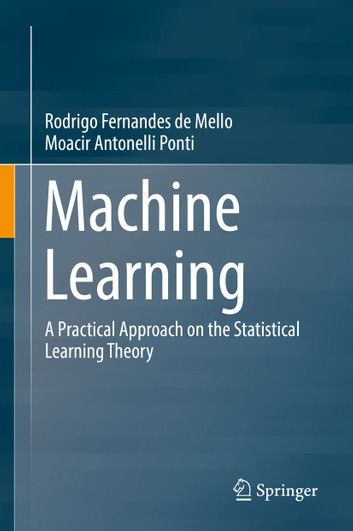 Rodrigo Fernandes de Mello
Moacir Antonelli Ponti
Machine
Learning
A Practical Approach on the Statistical
Learning Theory
Springer